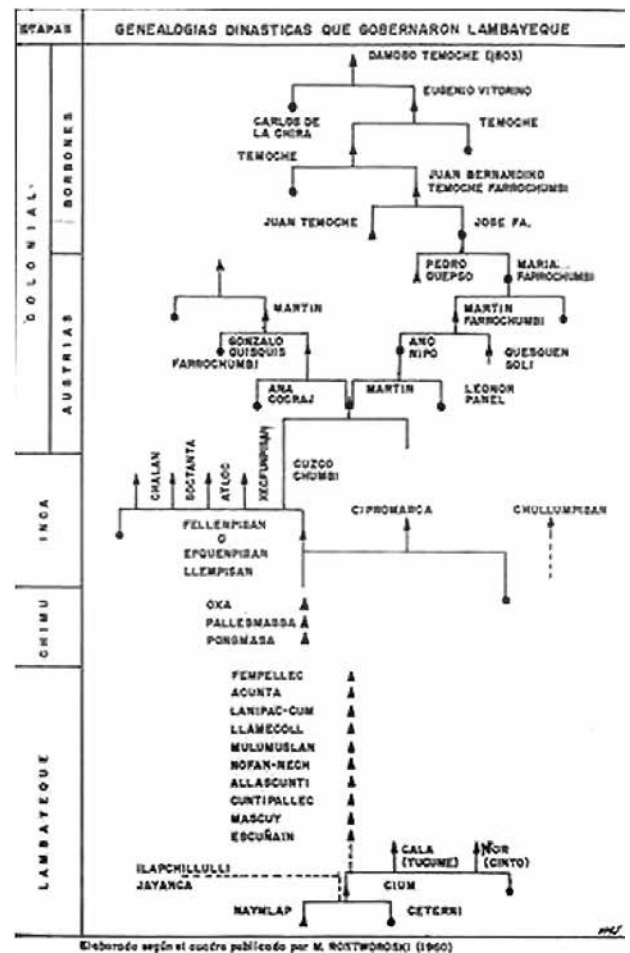 ETAPAS
GENEALOGIAS DINASTICAS QUE GOBERNARON LAMBAYEQUE
COLONIAL
BORBONES
AUSTRIAS
INCA
CHIMU
LAMBAYEQUE
DAMOSO TEMOCHE (1803)
EUGENIO VITORINO
CARLOS DE
LA CHIRA
TEMOCHE
TEMOCHE
JUAN BERNARDINO
TEMOCHE FARROCHUMBI
JUAN TEMOCHE
JOSE FA.
PEDRO
QUEPSO
MARIA
FARROCHUMBI
MARTIN
MARTIN
FARROCHUMBI
GONZALO
QUISQUIS
FARROCHUMBI
ANO
NIPO
QUESQUEN
SOLI
ANA
COCRAJ
MARTIN
LEONOR
PANEL
CHALAN
SOCTANTA
ATLOC
XECFUNPISAN
CUZCO
CHUMBI
FELLENPISAN
O
EFQUENPISAN
LLEMPISAN
CIPROMARCA
CHULLUMPISAN
OXA
PALLESMASSA
PONGMASA
FEMPELLEC
ACUNTA
LANIPAC-CUM
LLAMECOLL
MULUMUSLAN
NOFAN-NECH
ALLASCUNTI
CUNTIPALLEC
MASCUY
ESCUÑAIN
CALA
(TUCUME)
ÑOR
(CINTO)
ILAPCHILLULLI
JAYANCA
CIUM
NAYMLAP
CETERNI
Elaborado según el cuadro publicado por M. ROSTWOROSKI (1960)